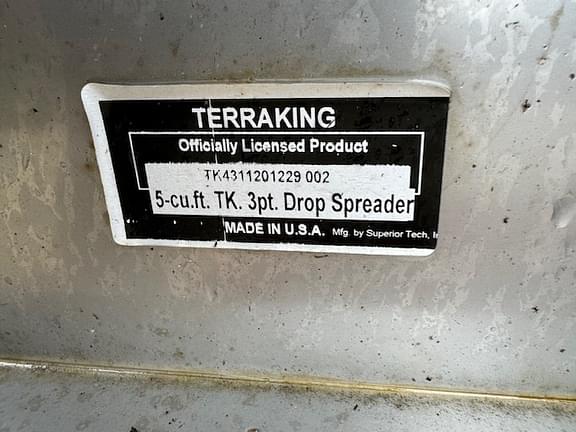 TERRAKING
Officially Licensed Product
TK4311201229 002
5-cu.ft. TK. 3pt. Drop Spreader
MADE IN U.S.A. Mfg. by Superior Tech,